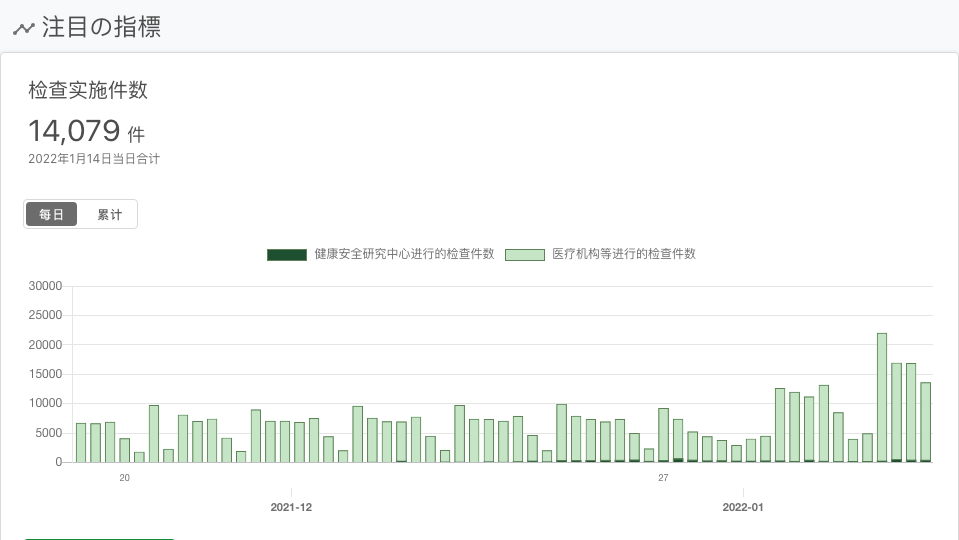 注目の指標
检查实施件数
14,079 件
2022年1月14日当日合计
每日 累计
健康安全研究中心进行的检查件数 医疗机构等进行的检查件数
30000
25000
20000
15000
10000
5000
0
20 27
2021-12 2022-01